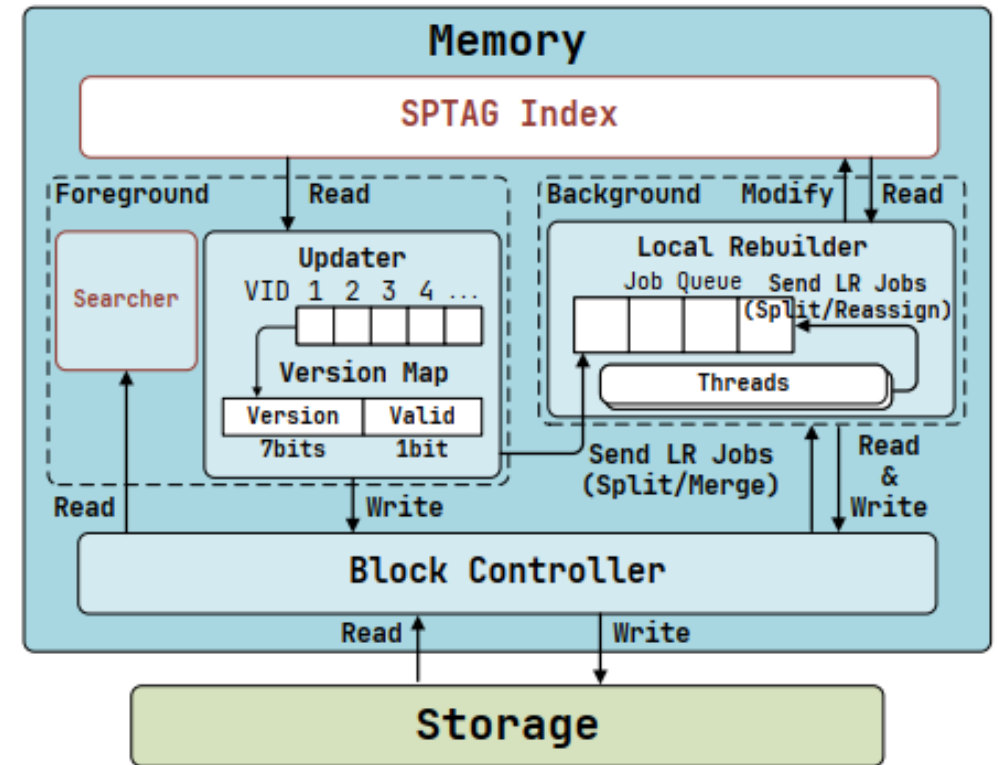 Memory
SPTAG Index
Foreground
Read
Background
Modify
Read
Searcher
Updater
VID 1 2 3 4 ...
Version Map
Version Valid
7bits 1bit
Local Rebuilder
Job Queue
Send LR Jobs
(Split/Reassign)
Threads
Send LR Jobs
(Split/Merge)
Read
&
Write
Read
Write
Block Controller
Read
Write
Storage